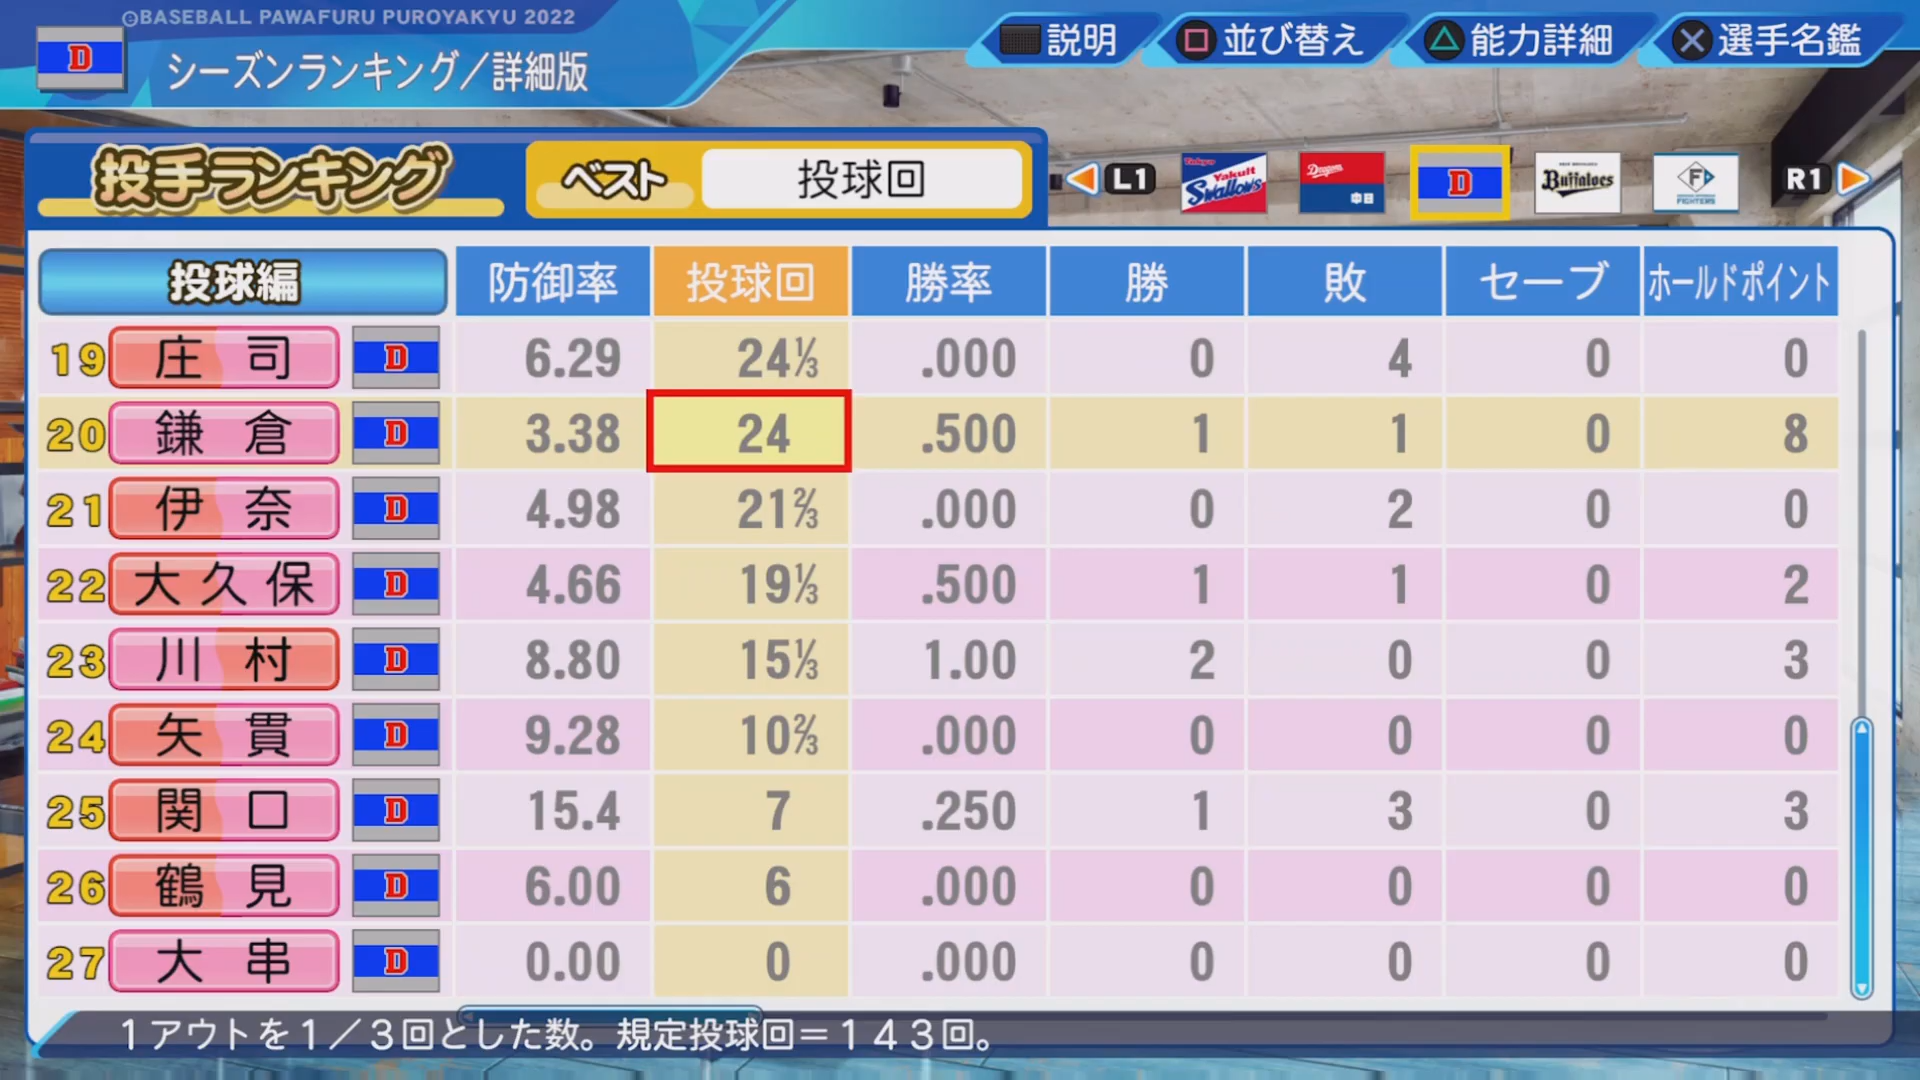 ©BASEBALL PAWAFURU PUROYAKYU 2022
D シーズンランキング/詳細版
説明 並び替え 能力詳細 選手名鑑
投手ランキング ベスト 投球回 L1 Tokyo Yakult Swallows Dragons 中日 D Buffaloes F FIGHTERS R1
投球編 防御率 投球回 勝率 勝 敗 セーブ ホールドポイント
19 庄司 D 6.29 24⅓ .000 0 4 0 0
20 鎌倉 D 3.38 24 .500 1 1 0 8
21 伊奈 D 4.98 21⅔ .000 0 2 0 0
22 大久保 D 4.66 19⅓ .500 1 1 0 2
23 川村 D 8.80 15⅓ 1.00 2 0 0 3
24 矢貫 D 9.28 10⅔ .000 0 0 0 0
25 関口 D 15.4 7 .250 1 3 0 3
26 鶴見 D 6.00 6 .000 0 0 0 0
27 大串 D 0.00 0 .000 0 0 0 0
1アウトを1/3回とした数。規定投球回=143回。